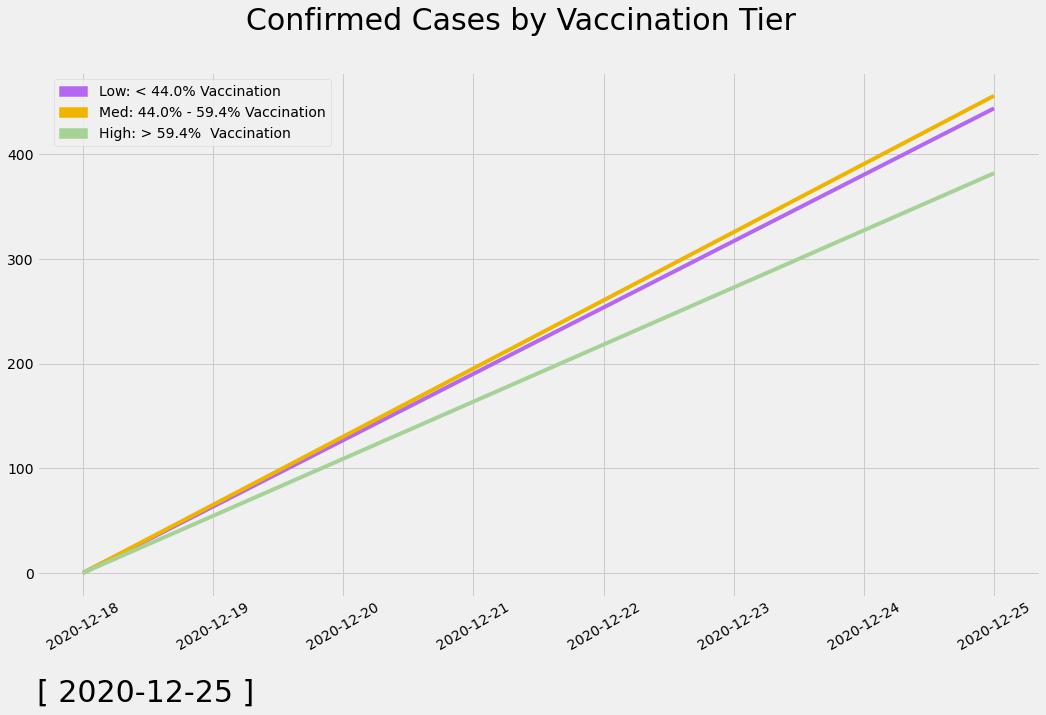 Confirmed Cases by Vaccination Tier
Low: < 44.0% Vaccination
Med: 44.0% - 59.4% Vaccination
High: > 59.4%  Vaccination
400
300
200
100
0
2020-12-18
2020-12-19
2020-12-20
2020-12-21
2020-12-22
2020-12-23
2020-12-24
2020-12-25
[ 2020-12-25 ]